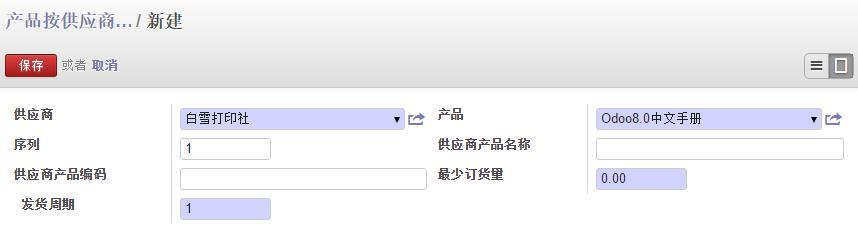 产品按供应商... / 新建
保存 或者 取消
供应商 白雪打印社 产品 Odoo8.0中文手册
序列 1 供应商产品名称
供应商产品编码 最少订货量 0.00
发货周期 1